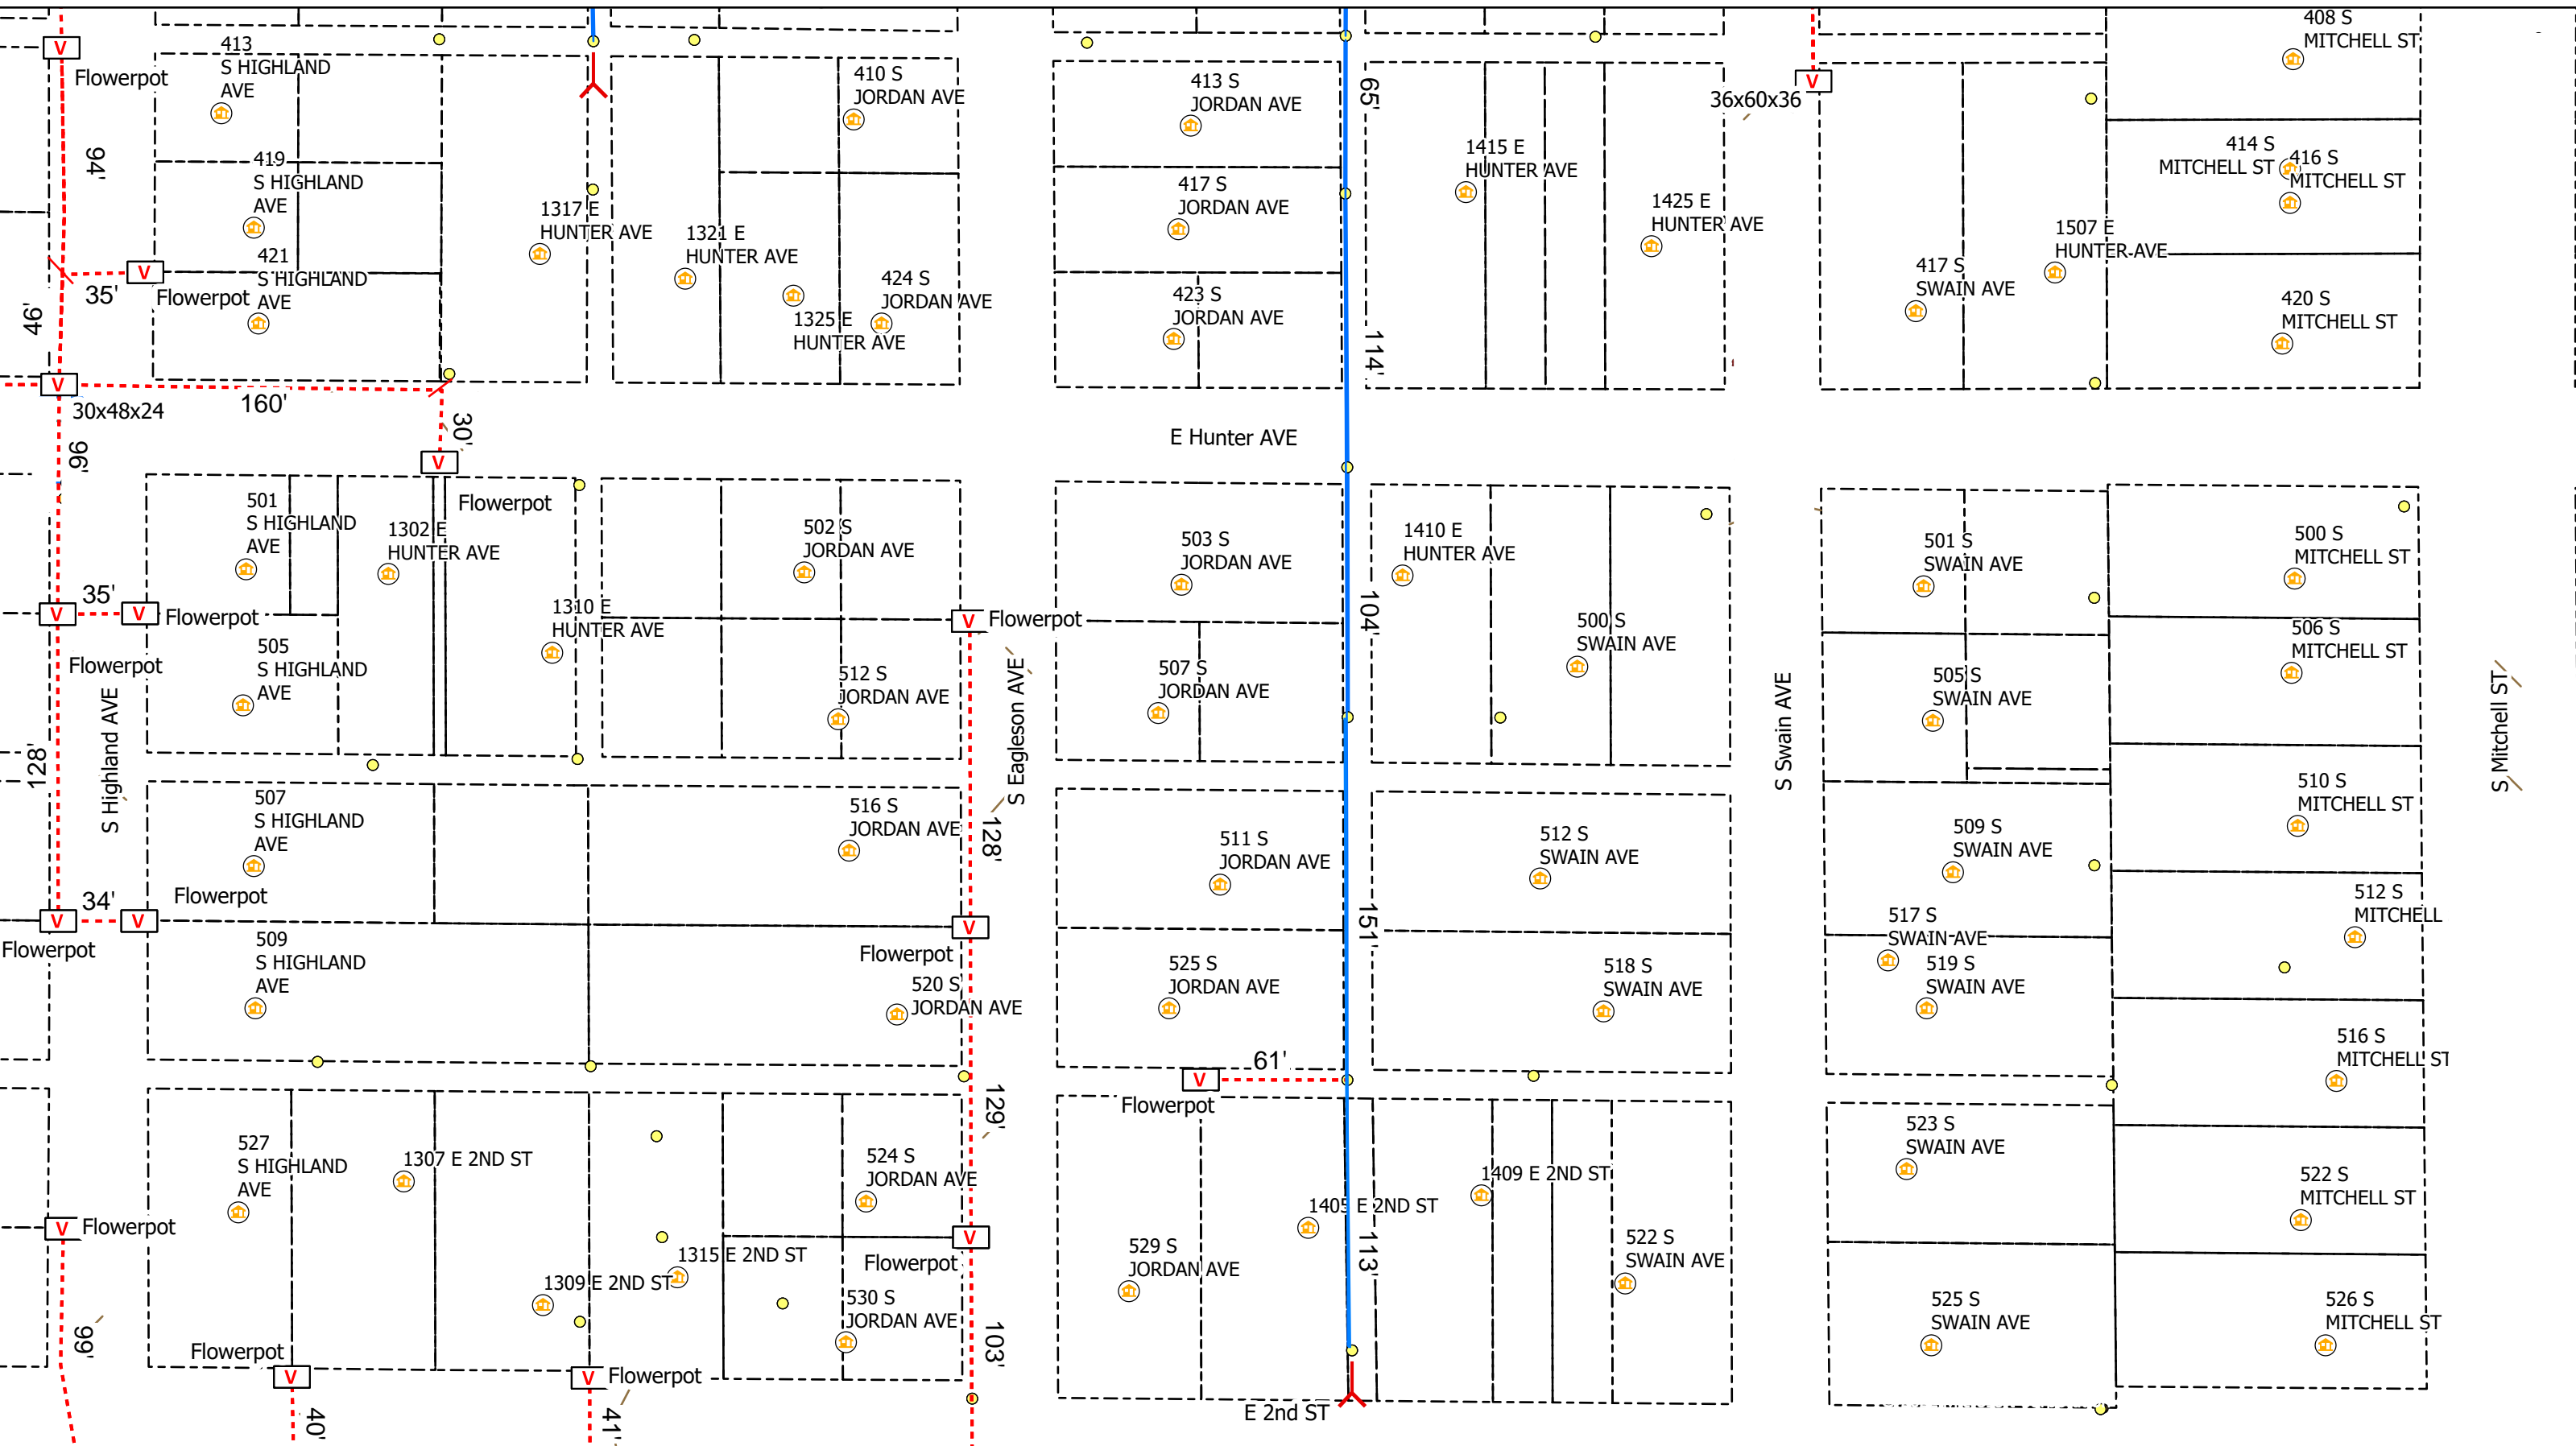 V
413
S HIGHLAND
AVE
Flowerpot
410 S
JORDAN AVE
413 S
JORDAN AVE
65'
36x60x36
V
408 S
MITCHELL ST
94'
419
S HIGHLAND
AVE
417 S
JORDAN AVE
1415 E
HUNTER AVE
414 S
MITCHELL ST
416 S
MITCHELL ST
1317 E
HUNTER AVE
1321 E
HUNTER AVE
1425 E
HUNTER AVE
1507 E
HUNTER AVE
421
S HIGHLAND
AVE
V
35'
Flowerpot
46'
424 S
JORDAN AVE
1325 E
HUNTER AVE
423 S
JORDAN AVE
114'
417 S
SWAIN AVE
420 S
MITCHELL ST
V
30x48x24
160'
30'
96'
V
E Hunter AVE
501
S HIGHLAND
AVE
1302 E
HUNTER AVE
Flowerpot
502 S
JORDAN AVE
503 S
JORDAN AVE
1410 E
HUNTER AVE
501 S
SWAIN AVE
500 S
MITCHELL ST
V
35'
V
Flowerpot
1310 E
HUNTER AVE
V
Flowerpot
104'
500 S
SWAIN AVE
506 S
MITCHELL ST
Flowerpot
505
S HIGHLAND
AVE
512 S
JORDAN AVE
S Eagleson AVE
507 S
JORDAN AVE
505 S
SWAIN AVE
S Swain AVE
S Mitchell ST
S Highland AVE
128'
507
S HIGHLAND
AVE
516 S
JORDAN AVE
128'
511 S
JORDAN AVE
512 S
SWAIN AVE
509 S
SWAIN AVE
510 S
MITCHELL ST
V
34'
V
Flowerpot
Flowerpot
V
Flowerpot
151'
517 S
SWAIN AVE
512 S
MITCHELL
509
S HIGHLAND
AVE
520 S
JORDAN AVE
525 S
JORDAN AVE
518 S
SWAIN AVE
519 S
SWAIN AVE
61'
V
Flowerpot
129'
516 S
MITCHELL ST
527
S HIGHLAND
AVE
1307 E 2ND ST
524 S
JORDAN AVE
1409 E 2ND ST
523 S
SWAIN AVE
522 S
MITCHELL ST
V
Flowerpot
1315 E 2ND ST
V
Flowerpot
1405 E 2ND ST
113'
529 S
JORDAN AVE
522 S
SWAIN AVE
1309 E 2ND ST
530 S
JORDAN AVE
525 S
SWAIN AVE
526 S
MITCHELL ST
99'
Flowerpot
V
V
Flowerpot
103'
40'
41'
E 2nd ST